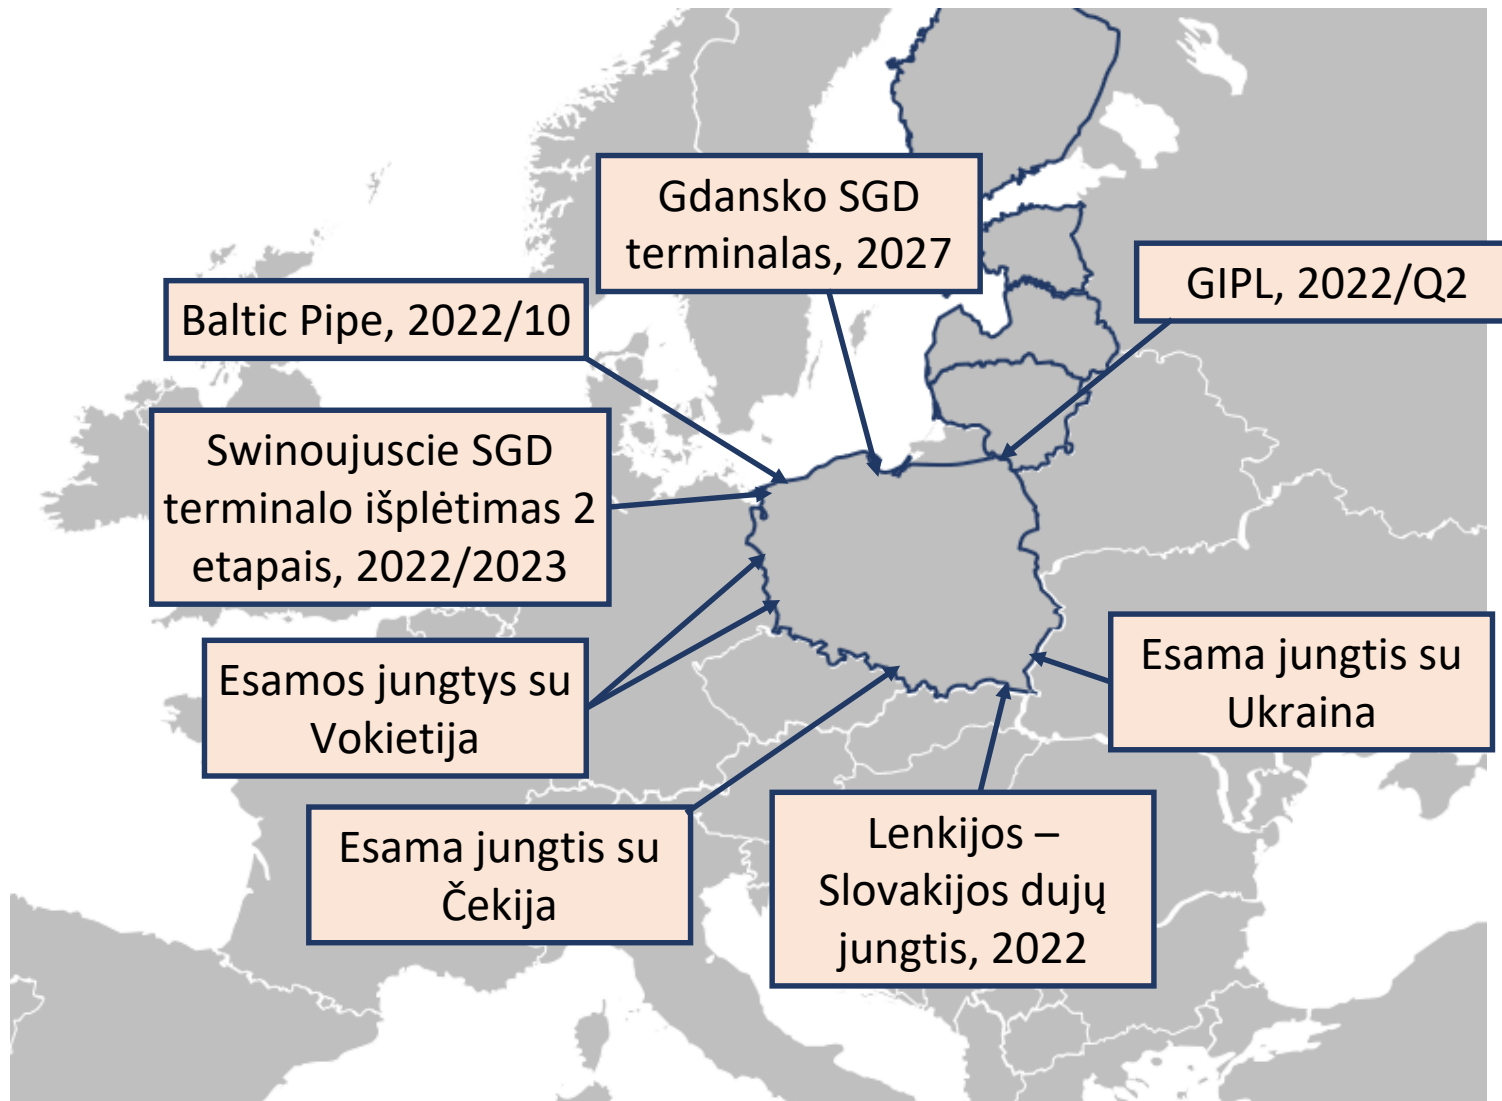 Gdansko SGD
terminalas, 2027
GIPL, 2022/Q2
Baltic Pipe, 2022/10
Swinoujuscie SGD
terminalo išplėtimas 2
etapais, 2022/2023
Esamos jungtys su
Vokietija
Esama jungtis su
Ukraina
Esama jungtis su
Čekija
Lenkijos –
Slovakijos dujų
jungtis, 2022